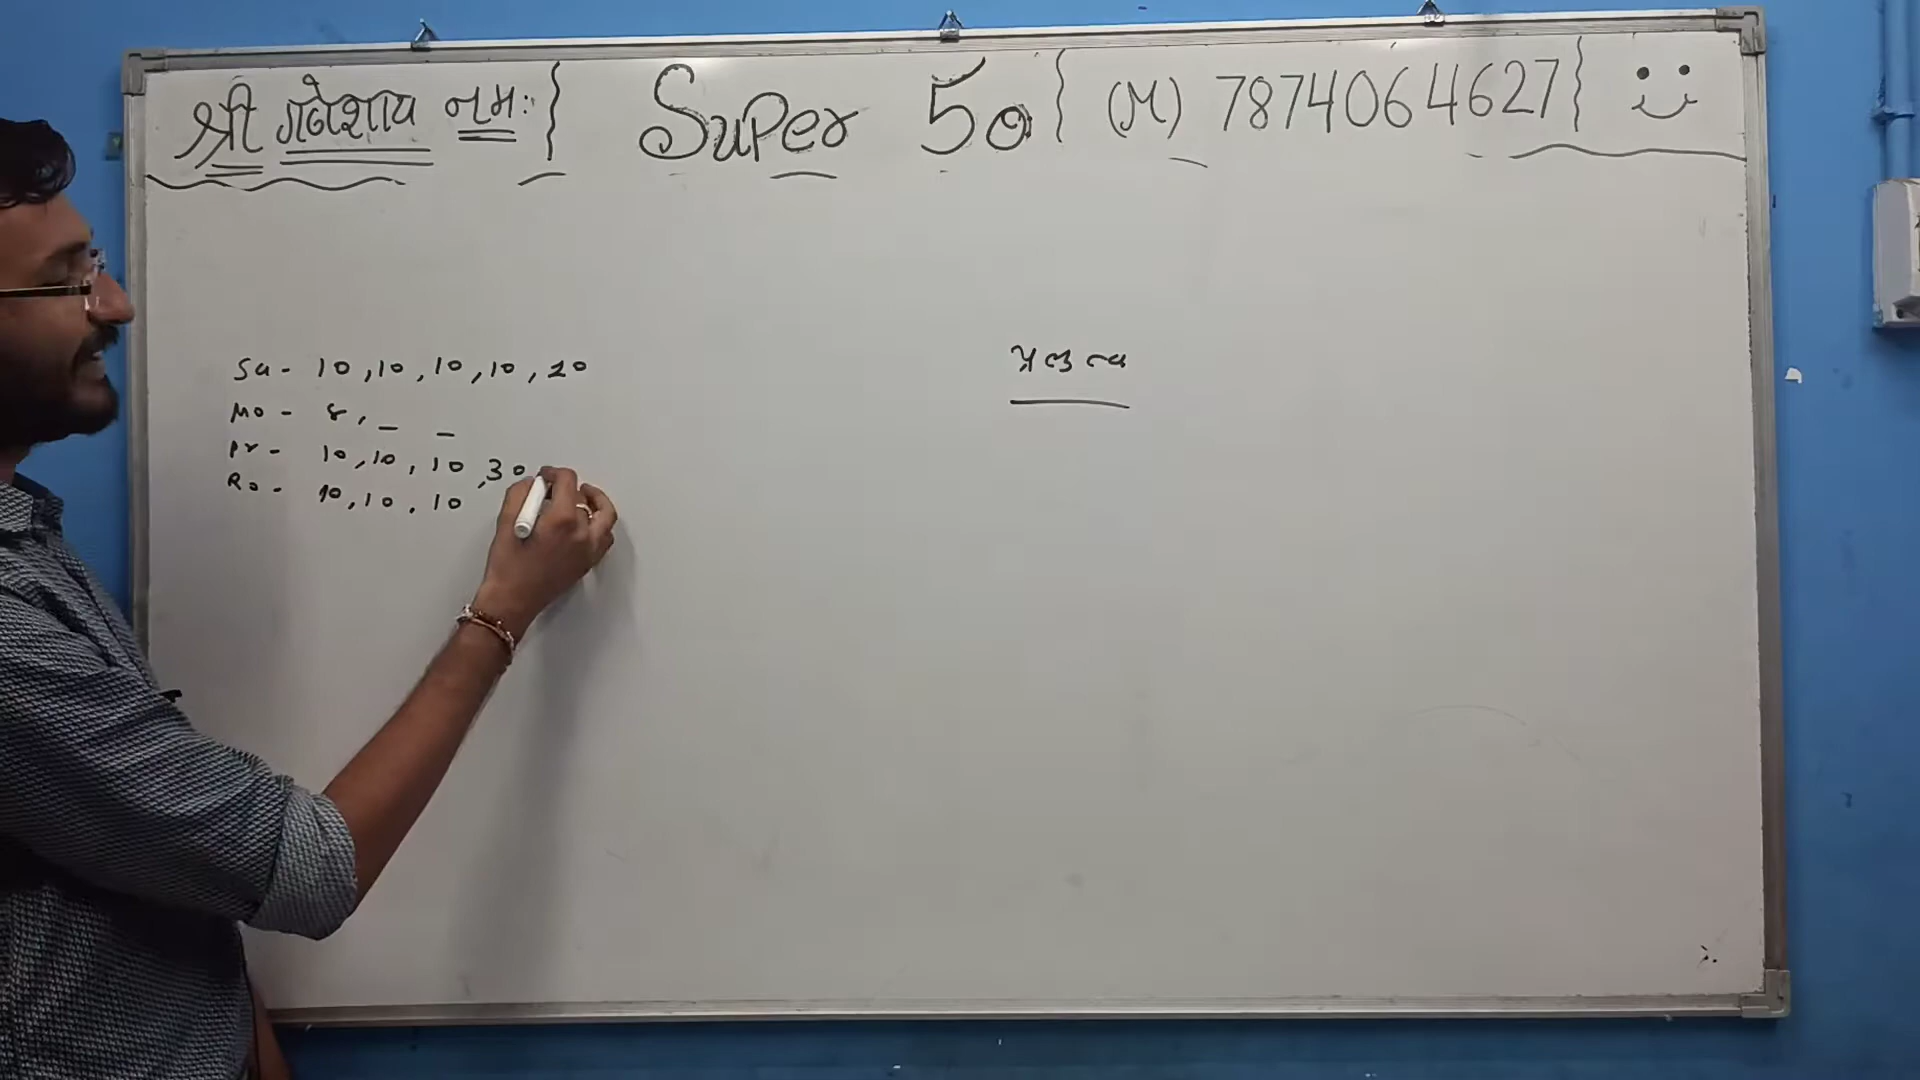 श्री गणेशाय नमः } Super 50 { (M) 7874064627 }
Su - 10, 10, 10, 10, 20
Mo - 8, _ _
Pr - 10, 10, 10, 30
Ro - 10, 10, 10